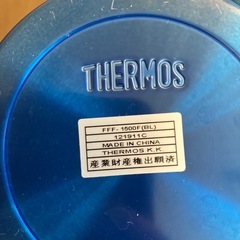 THERMOS
FFF-1500F(BL)
121911C
MADE IN CHINA
THERMOS K.K.
産業財産権出願済